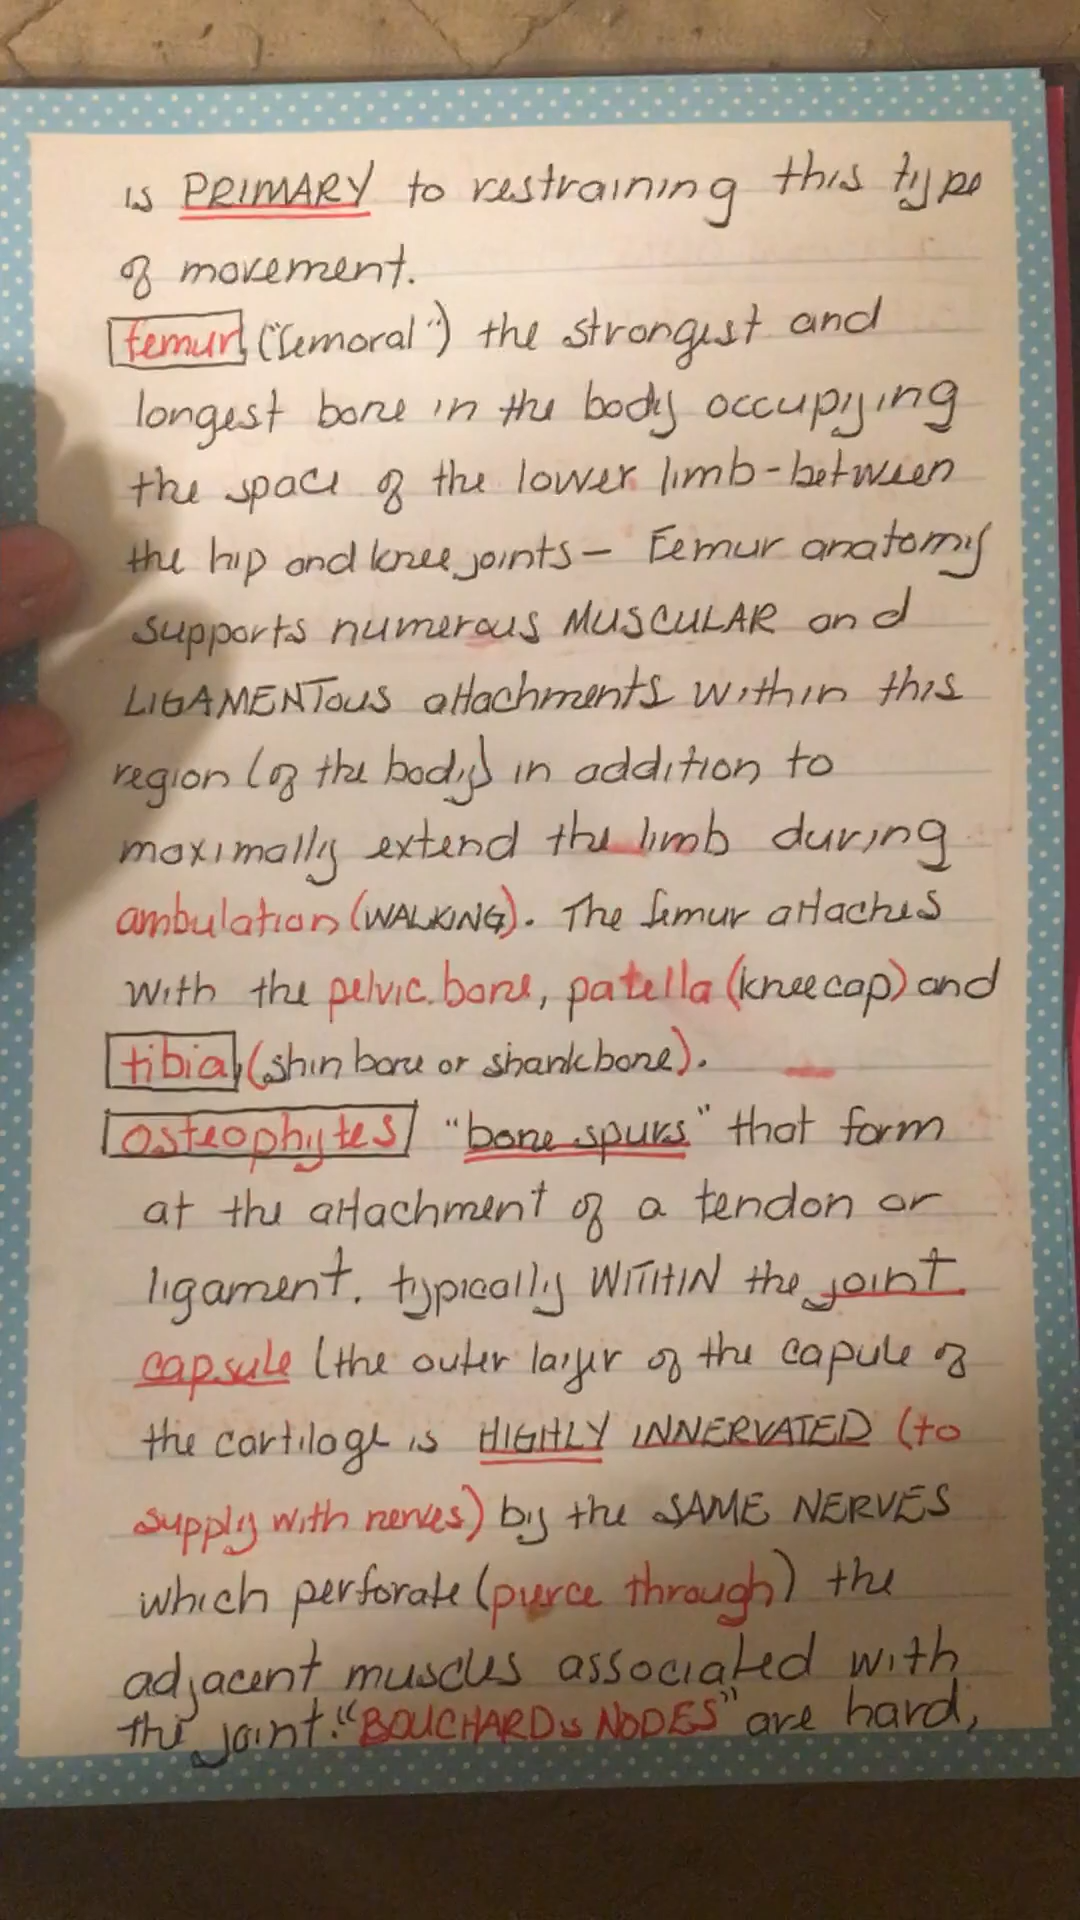 is PRIMARY to restraining this type
of movement.
femur, ("femoral") the strongest and
longest bone in the body occupying
the space of the lower limb-between
the hip and knee joints- Femur anatomy
supports numerous MUSCULAR and
LIGAMENTOUS attachments within this
region (of the body) in addition to
maximally extend the limb during
ambulation (WALKING). The femur attaches
with the pelvic bone, patella (kneecap) and
tibia, (shin bone or shank bone).
osteophytes "bone spurs" that form
at the attachment of a tendon or
ligament. typically WITHIN the joint
capsule (the outer layer of the capule of
the cartilage is HIGHLY INNERVATED (to
supply with nerves) by the SAME NERVES
which perforate (pierce through) the
adjacent muscles associated with
the joint. "BOUCHARDs NODES" are hard,